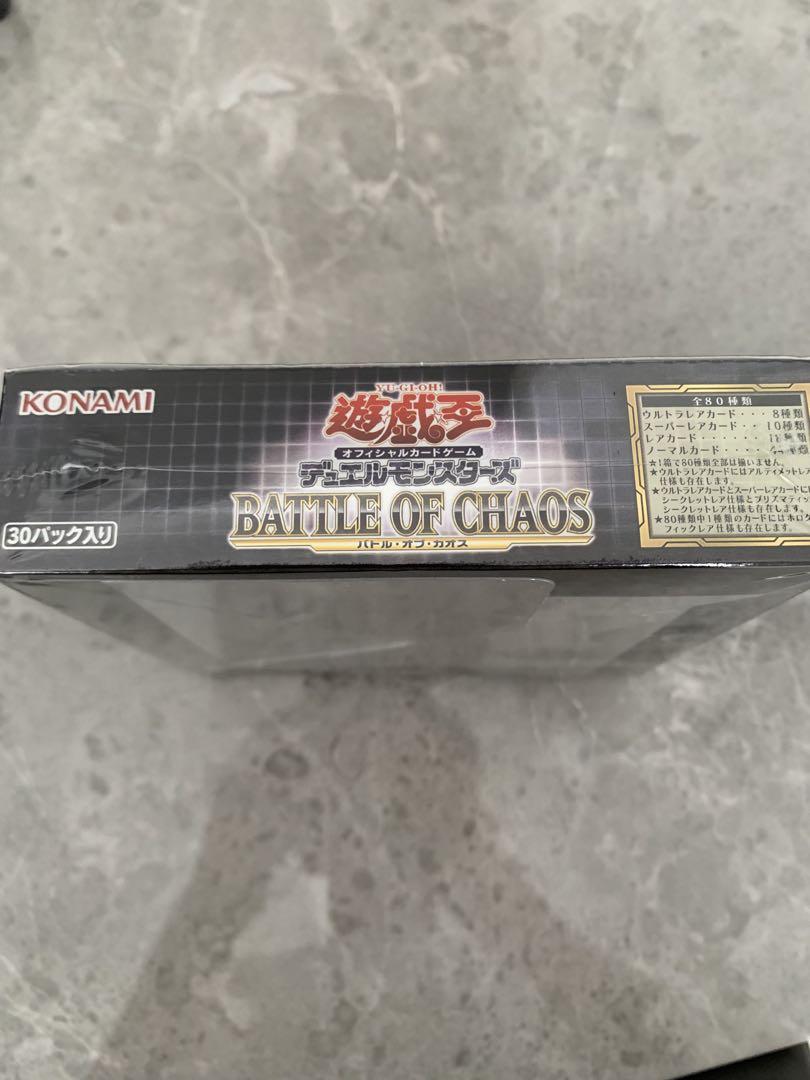 KONAMI
YU-GI-OH!
遊戯王
オフィシャルカードゲーム
デュエルモンスターズ
BATTLE OF CHAOS
バトル・オブ・カオス
30パック入り
全80種類
ウルトラレアカード・・・8種類
スーパーレアカード・・・10種類
レアカード・・・・・・種類
ノーマルカード・・・種類
★1箱で80種類全部は揃いません。
★ウルトラレアカードにはアルティメットレア
仕様も存在します。
★ウルトラレアカードとスーパーレアカードに
シークレットレア仕様とプリズマティッ
シークレットレア仕様も存在します。
★80種類中1種類のカードにはホログ
フィックレア仕様も存在します。